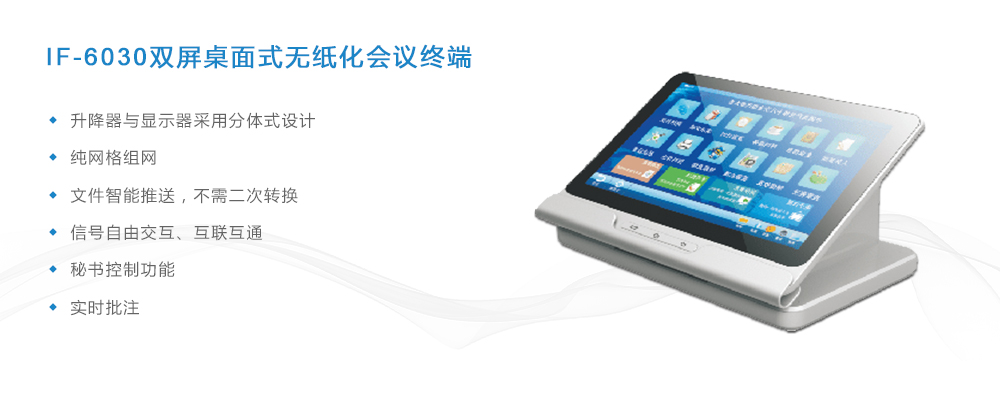 IF-6030双屏桌面式无纸化会议终端
升降器与显示器采用分体式设计
纯网格组网
文件智能推送，不需二次转换
信号自由交互、互联互通
秘书控制功能
实时批注